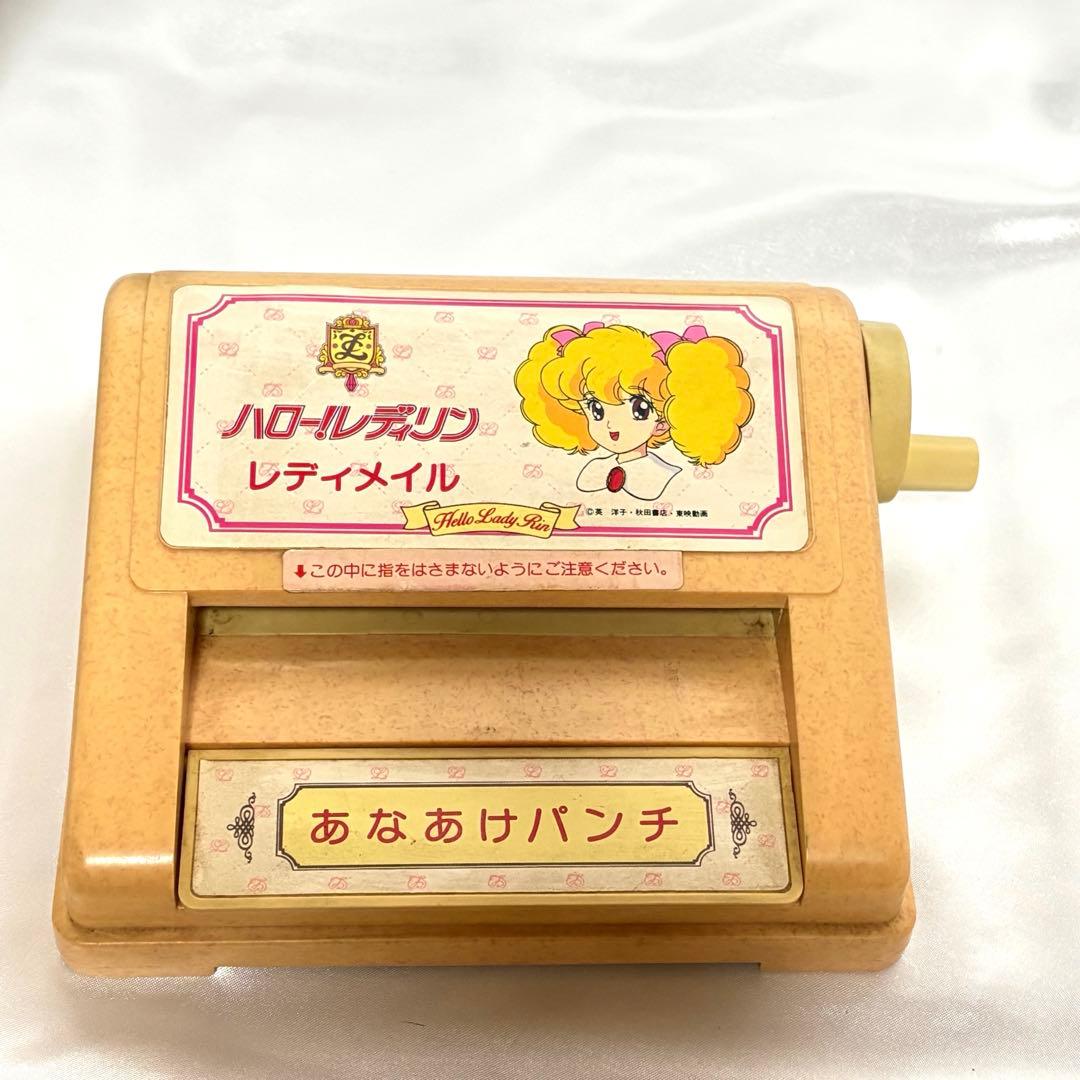 ハロー!レディリン
レディメイル
Hello Lady Rin
©英 洋子・秋田書店・東映動画
↓この中に指をはさまないようにご注意ください。
あなあけパンチ